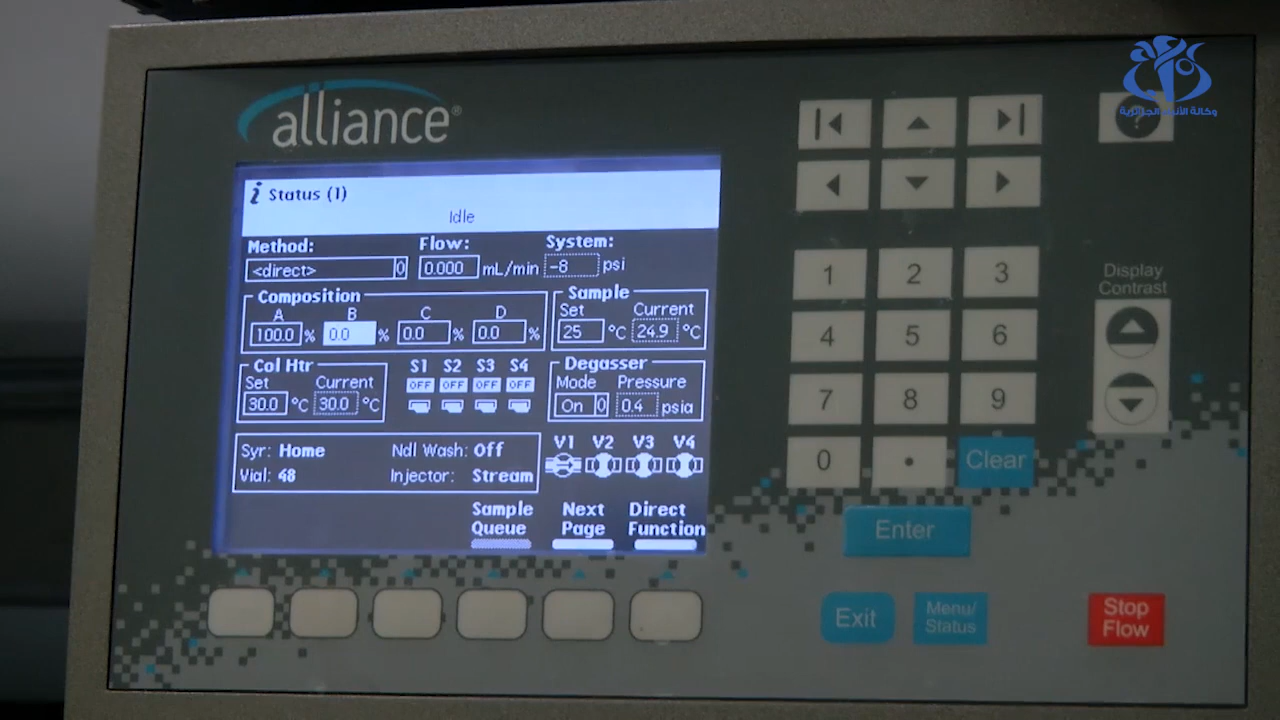 وكالة الأنباء الجزائرية
alliance®
i Status (1)
Idle
Method: Flow: System:
<direct> 0 0.000 mL/min -8 psi
Composition Sample
A B C D Set Current
100.0 % 0.0 % 0.0 % 0.0 % 25 °C 24.9 °C
Col Htr S1 S2 S3 S4 Degasser
Set Current OFF OFF OFF OFF Mode Pressure
30.0 °C 30.0 °C On 0 0.4 psia
Syr: Home Ndl Wash: Off V1 V2 V3 V4
Vial: 48 Injector: Stream
Sample Next Direct
Queue Page Function
?
1 2 3
4 5 6
7 8 9
0 . Clear
Display
Contrast
Enter
Exit
Menu/
Status
Stop
Flow